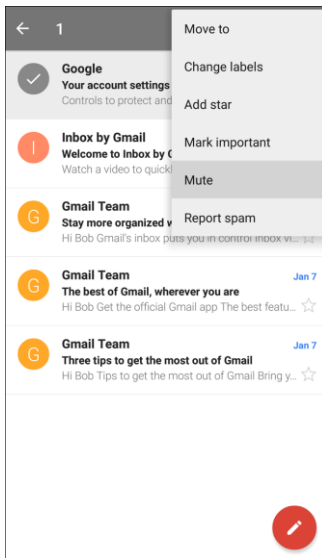 1
Move to
Change labels
Add star
Mark important
Mute
Report spam
Google
Your account settings
Controls to protect and
I
Inbox by Gmail
Welcome to Inbox by
Watch a video to quickl
G
Gmail Team
Stay more organized w
Hi Bob Gmail's inbox puts you in control Inbox vi...
G
Gmail Team Jan 7
The best of Gmail, wherever you are
Hi Bob Get the official Gmail app The best featu...
G
Gmail Team Jan 7
Three tips to get the most out of Gmail
Hi Bob Tips to get the most out of Gmail Bring y...